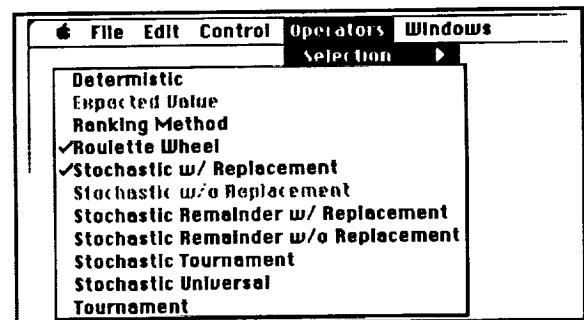 File Edit Control Operators Windows
Selection
Determistic
Expected Value
Ranking Method
✓Roulette Wheel
✓Stochastic w/ Replacement
Stochastic w/o Replacement
Stochastic Remainder w/ Replacement
Stochastic Remainder w/o Replacement
Stochastic Tournament
Stochastic Universal
Tournament